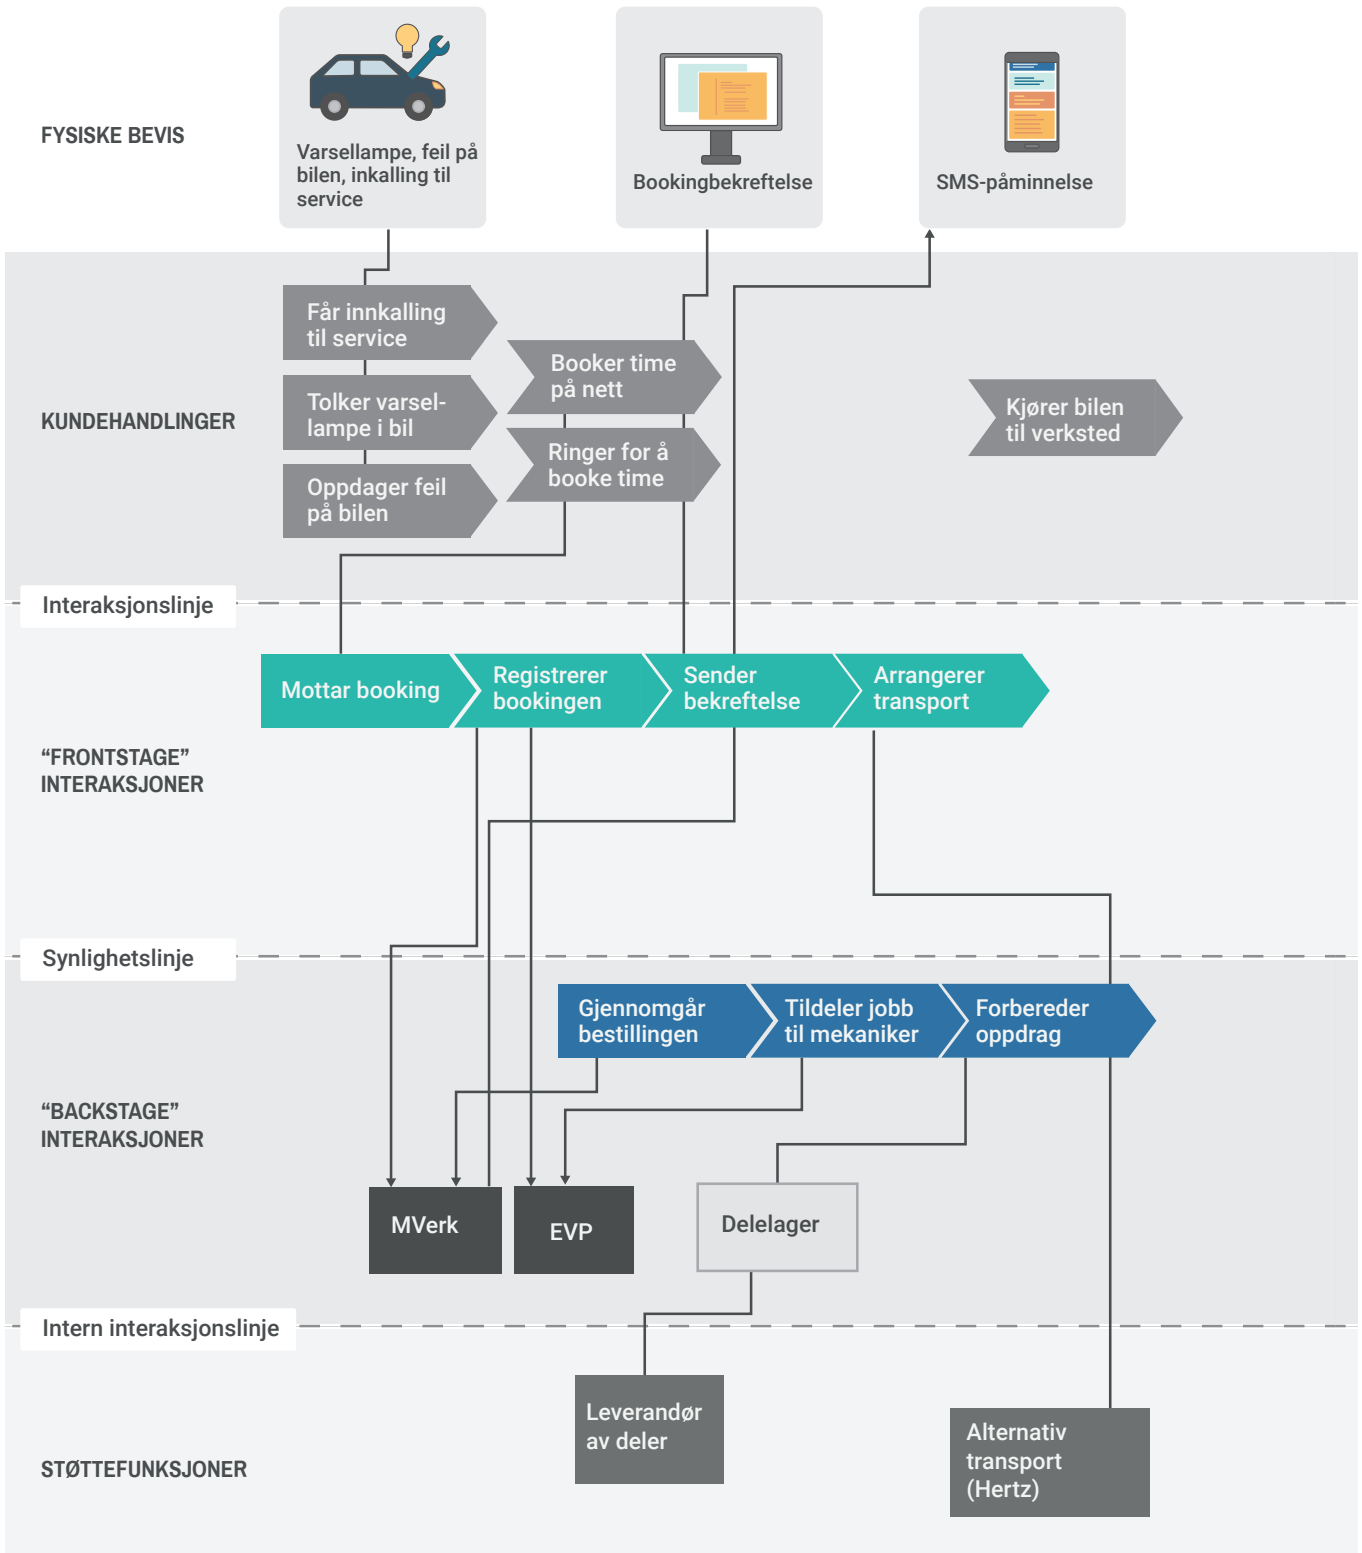 FYSISKE BEVIS
Varsellampe, feil på
bilen, inkalling til
service
Bookingbekreftelse
SMS-påminnelse
KUNDEHANDLINGER
Får innkalling
til service
Tolker varsel-
lampe i bil
Oppdager feil
på bilen
Booker time
på nett
Ringer for å
booke time
Kjører bilen
til verksted
Interaksjonslinje
“FRONTSTAGE”
INTERAKSJONER
Mottar booking
Registrerer
bookingen
Sender
bekreftelse
Arrangerer
transport
Synlighetslinje
“BACKSTAGE”
INTERAKSJONER
Gjennomgår
bestillingen
Tildeler jobb
til mekaniker
Forbereder
oppdrag
MVerk
EVP
Delelager
Intern interaksjonslinje
STØTTEFUNKSJONER
Leverandør
av deler
Alternativ
transport
(Hertz)